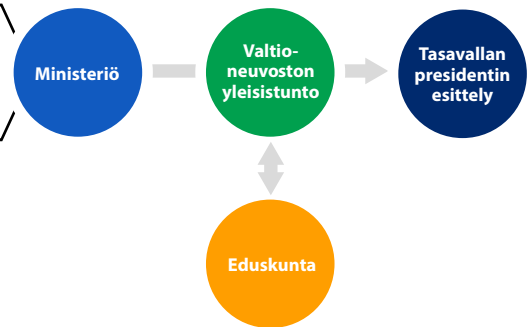 Ministeriö
Valtio-
neuvoston
yleisistunto
Tasavallan
presidentin
esittely
Eduskunta